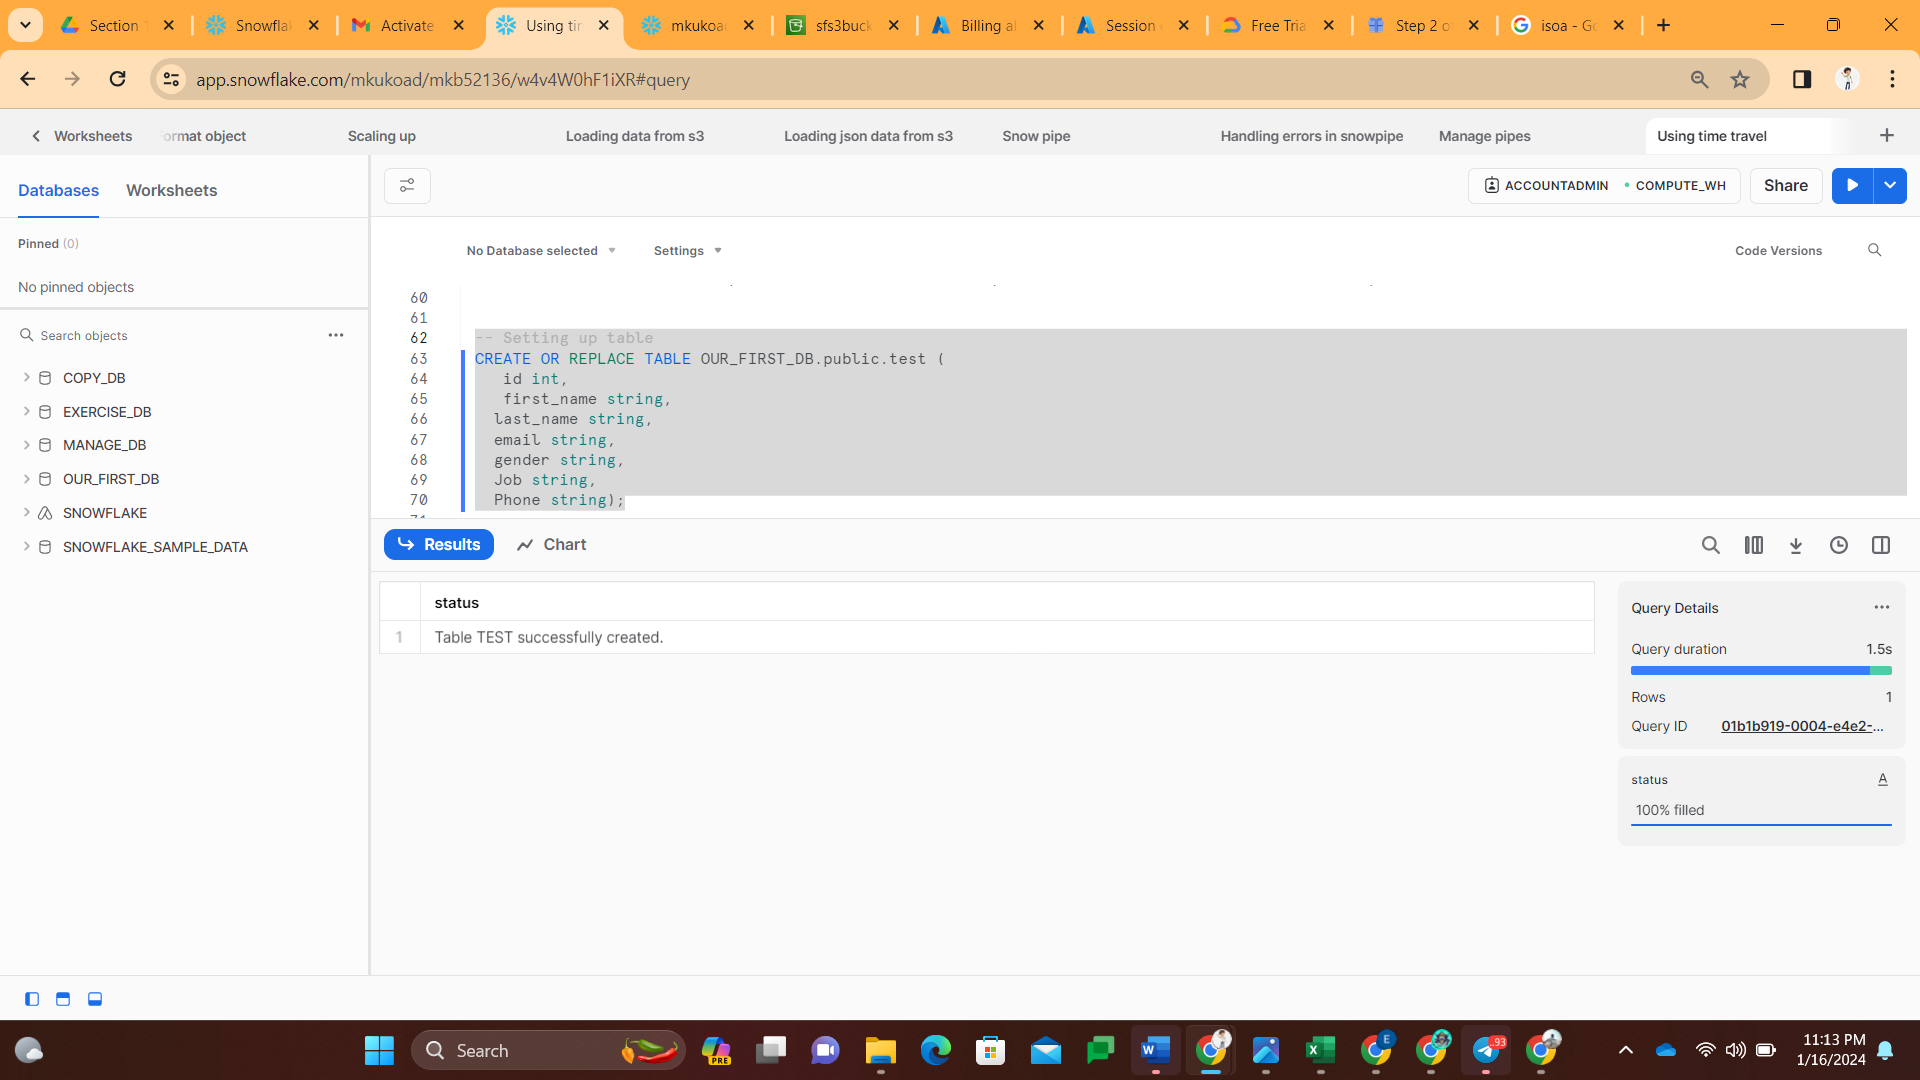 Section 1
Snowflak
Activate
Using tim
mkukoad
sfs3buck
Billing al
Session
Free Tria
Step 2 o
isoa - Go
app.snowflake.com/mkukoad/mkb52136/w4v4W0hF1iXR#query
Worksheets
ormat object
Scaling up
Loading data from s3
Loading json data from s3
Snow pipe
Handling errors in snowpipe
Manage pipes
Using time travel
Databases
Worksheets
ACCOUNTADMIN
COMPUTE_WH
Share
Pinned (0)
No pinned objects
No Database selected
Settings
Code Versions
Search objects
COPY_DB
EXERCISE_DB
MANAGE_DB
OUR_FIRST_DB
SNOWFLAKE
SNOWFLAKE_SAMPLE_DATA
60
61
62 -- Setting up table
63 CREATE OR REPLACE TABLE OUR_FIRST_DB.public.test (
64 id int,
65 first_name string,
66 last_name string,
67 email string,
68 gender string,
69 Job string,
70 Phone string);
Results
Chart
status
1 Table TEST successfully created.
Query Details
Query duration 1.5s
Rows 1
Query ID 01b1b919-0004-e4e2-...
status A
100% filled
Search
PRE
E
93
11:13 PM
1/16/2024